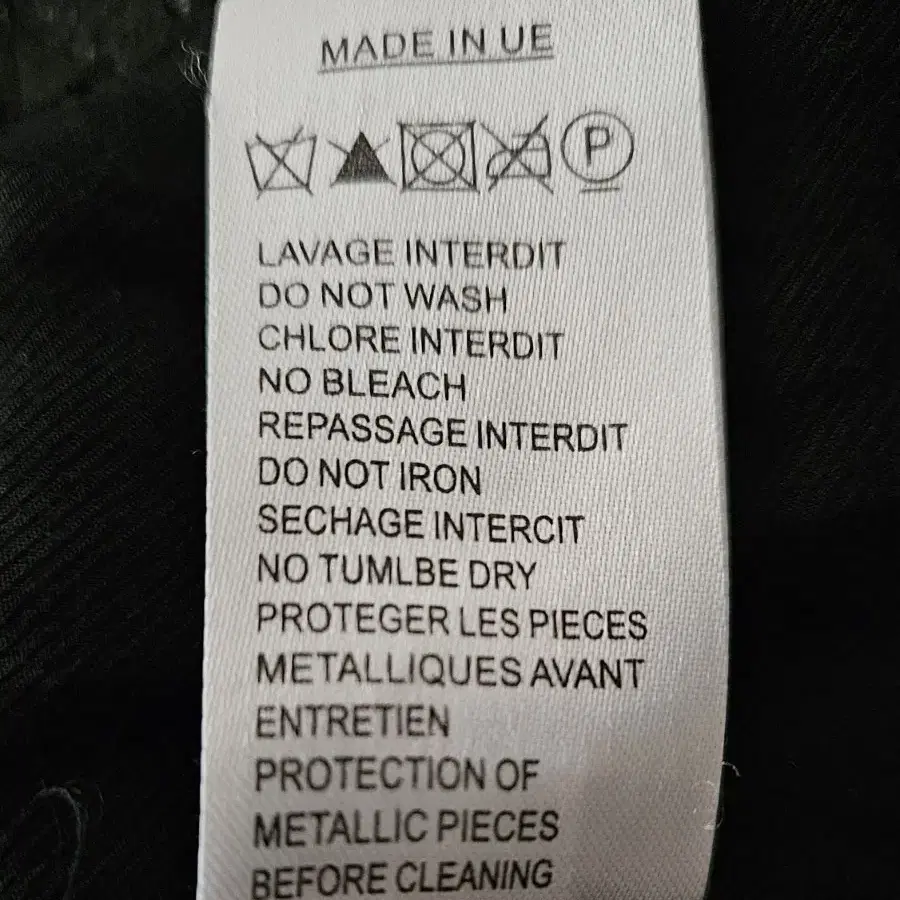 MADE IN UE
P
LAVAGE INTERDIT
DO NOT WASH
CHLORE INTERDIT
NO BLEACH
REPASSAGE INTERDIT
DO NOT IRON
SECHAGE INTERCIT
NO TUMLBE DRY
PROTEGER LES PIECES
METALLIQUES AVANT
ENTRETIEN
PROTECTION OF
METALLIC PIECES
BEFORE CLEANING